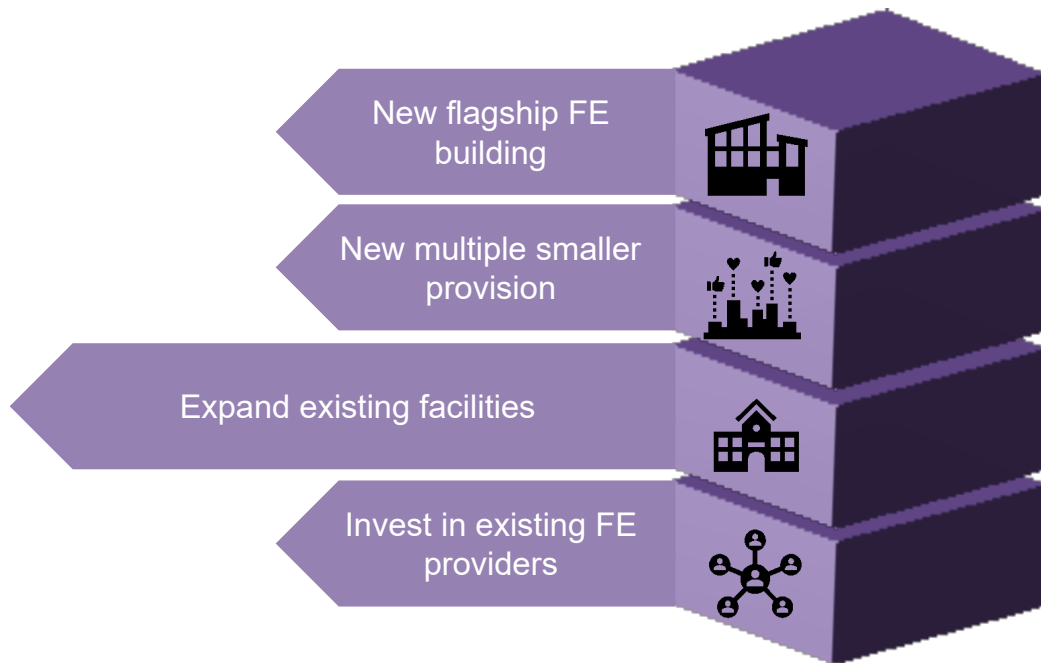 New flagship FE
building
New multiple smaller
provision
Expand existing facilities
Invest in existing FE
providers